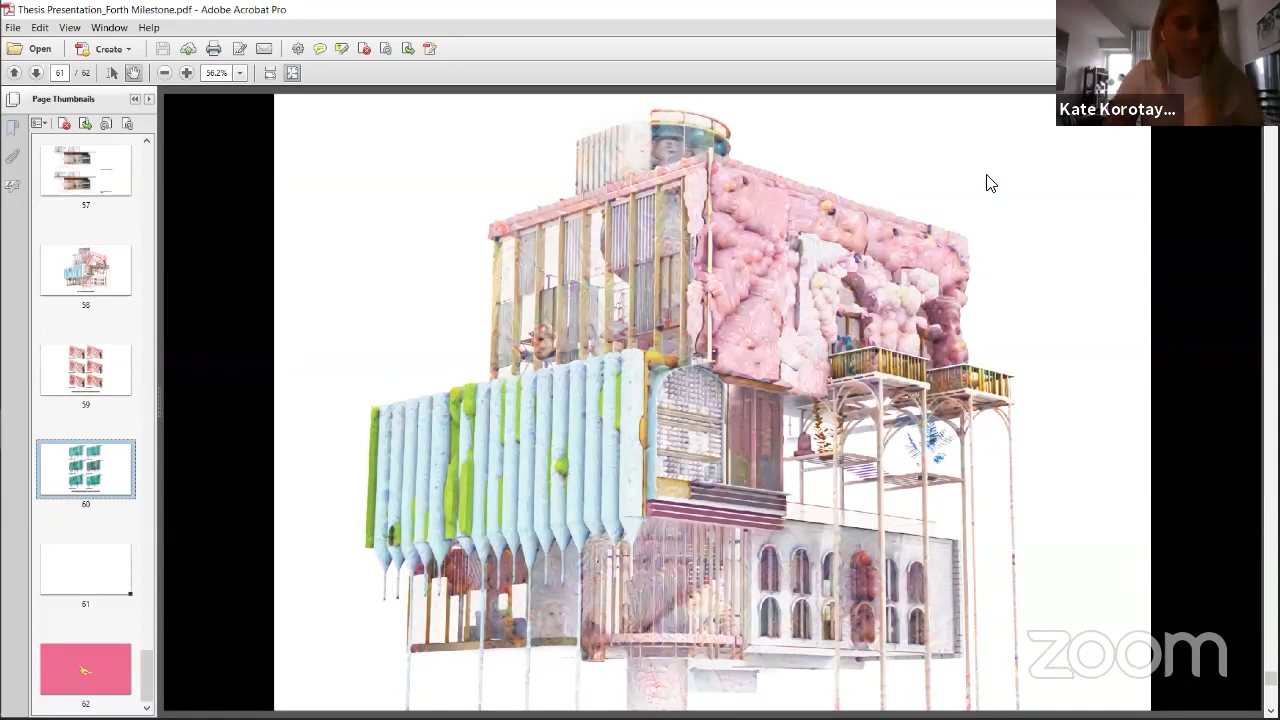 Thesis Presentation_Forth Milestone.pdf - Adobe Acrobat Pro
File Edit View Window Help
Open Create
61 / 62 56.2%
Page Thumbnails
57
58
59
60
61
62
Kate Korotay...
zoom